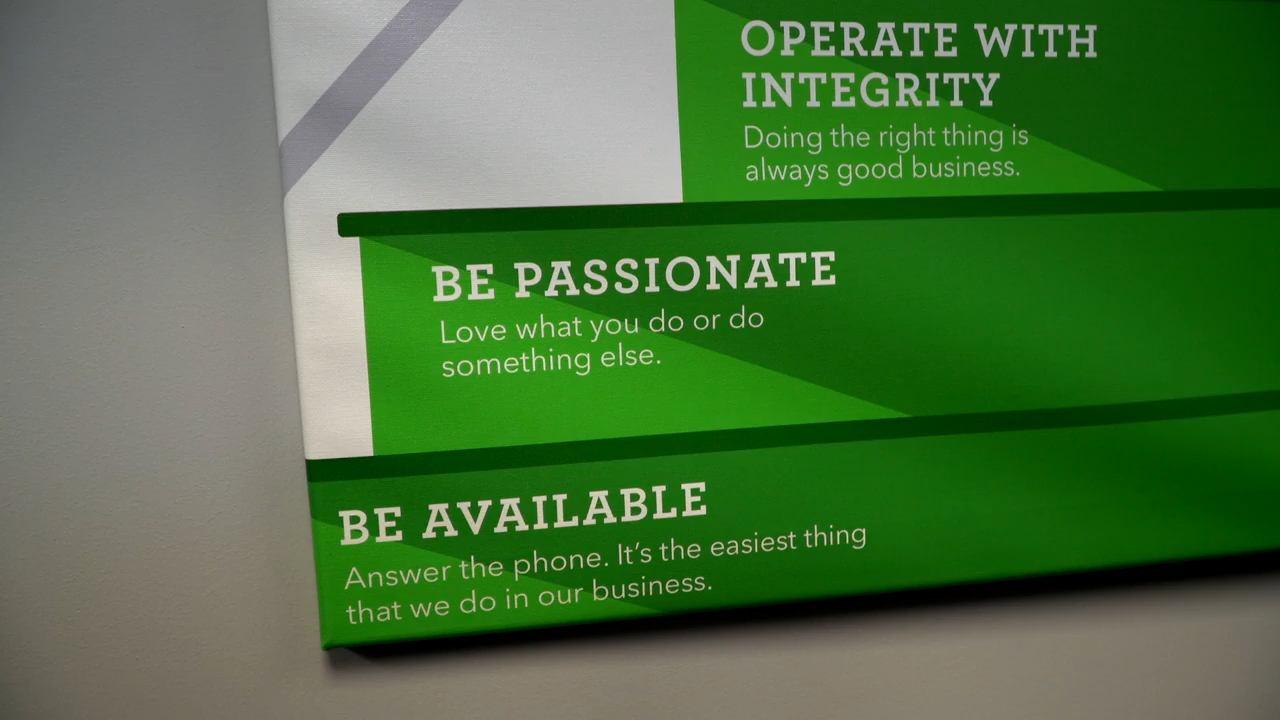 OPERATE WITH
INTEGRITY
Doing the right thing is
always good business.
BE PASSIONATE
Love what you do or do
something else.
BE AVAILABLE
Answer the phone. It's the easiest thing
that we do in our business.